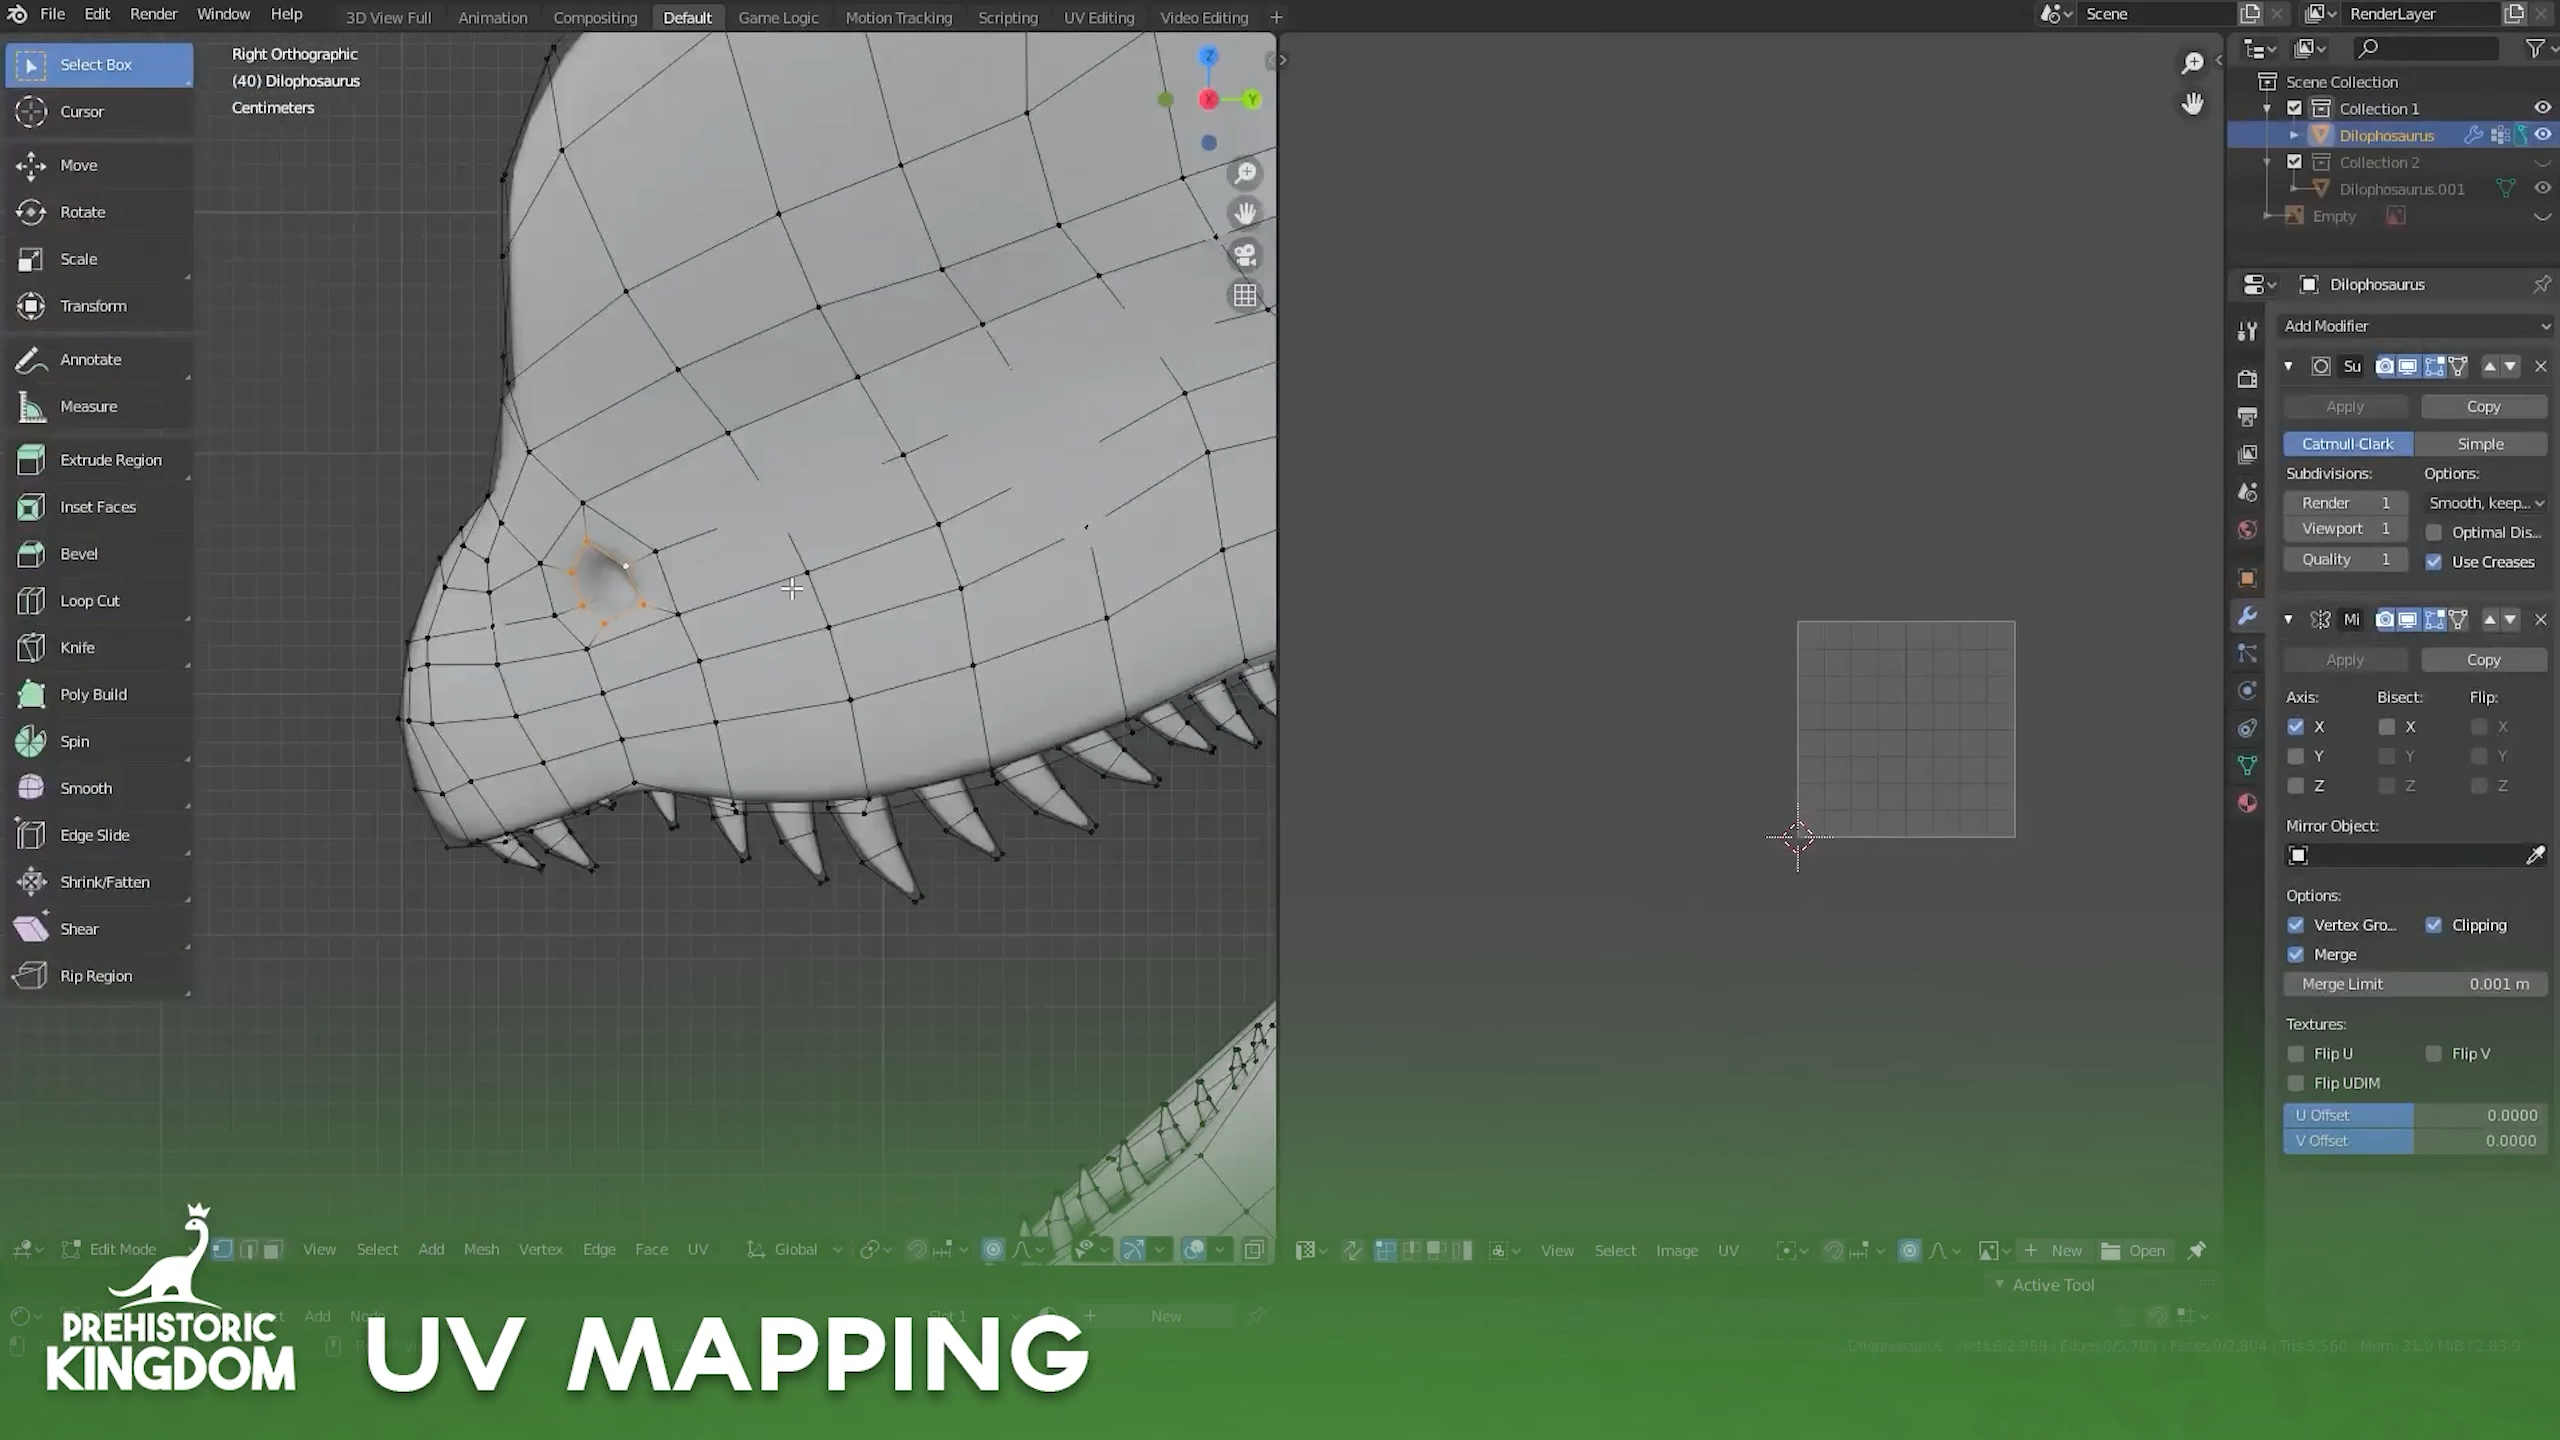 File Edit Render Window Help 3D View Full Animation Compositing Default Game Logic Motion Tracking Scripting UV Editing Video Editing +
Scene
RenderLayer
Select Box
Cursor
Move
Rotate
Scale
Transform
Annotate
Measure
Extrude Region
Inset Faces
Bevel
Loop Cut
Knife
Poly Build
Spin
Smooth
Edge Slide
Shrink/Fatten
Shear
Rip Region
Right Orthographic
(40) Dilophosaurus
Centimeters
Z
X
Y
Scene Collection
Collection 1
Dilophosaurus
Collection 2
Dilophosaurus.001
Empty
Dilophosaurus
Add Modifier
Su
Apply Copy
Catmull-Clark Simple
Subdivisions: Options:
Render 1 Smooth, keep...
Viewport 1 Optimal Dis...
Quality 1 Use Creases
Mi
Apply Copy
Axis: Bisect: Flip:
X X X
Y Y Y
Z Z Z
Mirror Object:
Options:
Vertex Gro... Clipping
Merge
Merge Limit 0.001 m
Textures:
Flip U Flip V
Flip UDIM
U Offset 0.0000
V Offset 0.0000
Edit Mode View Select Add Mesh Vertex Edge Face UV Global
View Select Image UV + New Open
Active Tool
Add
Slot 1
+ New
PREHISTORIC
KINGDOM
UV MAPPING